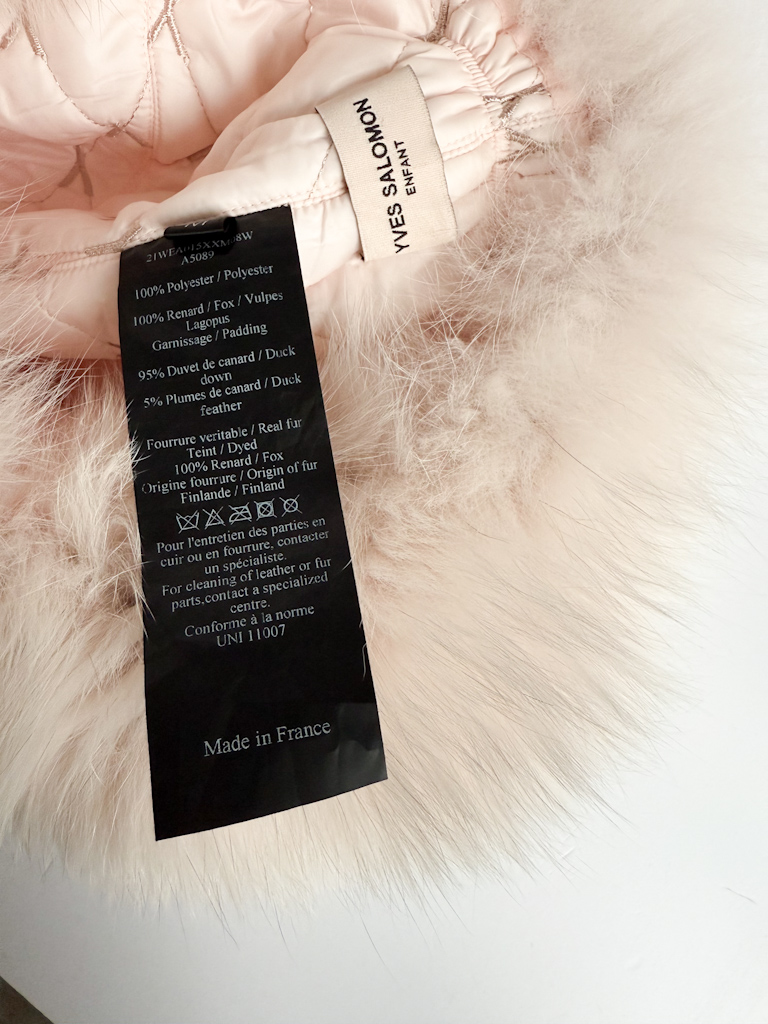 YVES SALOMON
ENFANT
A5089
100% Polyester / Polyester
100% Renard / Fox / Vulpes
Lagopus
Garnissage / Padding
95% Duvet de canard / Duck
down
5% Plumes de canard / Duck
feather
Fourrure veritable / Real fur
Teint / Dyed
100% Renard / Fox
Origine fourrure / Origin of fur
Finlande / Finland
Pour l'entretien des parties en
cuir ou en fourrure, contacter
un spécialiste.
For cleaning of leather or fur
parts,contact a specialized
centre.
Conforme à la norme
UNI 11007
Made in France